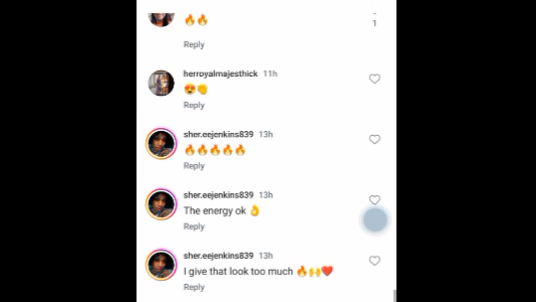 🔥🔥
1
Reply
herroyalmajesthick 11h
😍👏
Reply
sher.eejenkins839 13h
🔥🔥🔥🔥🔥
Reply
sher.eejenkins839 13h
The energy ok 👌
Reply
sher.eejenkins839 13h
I give that look too much 🔥🙌❤️
Reply